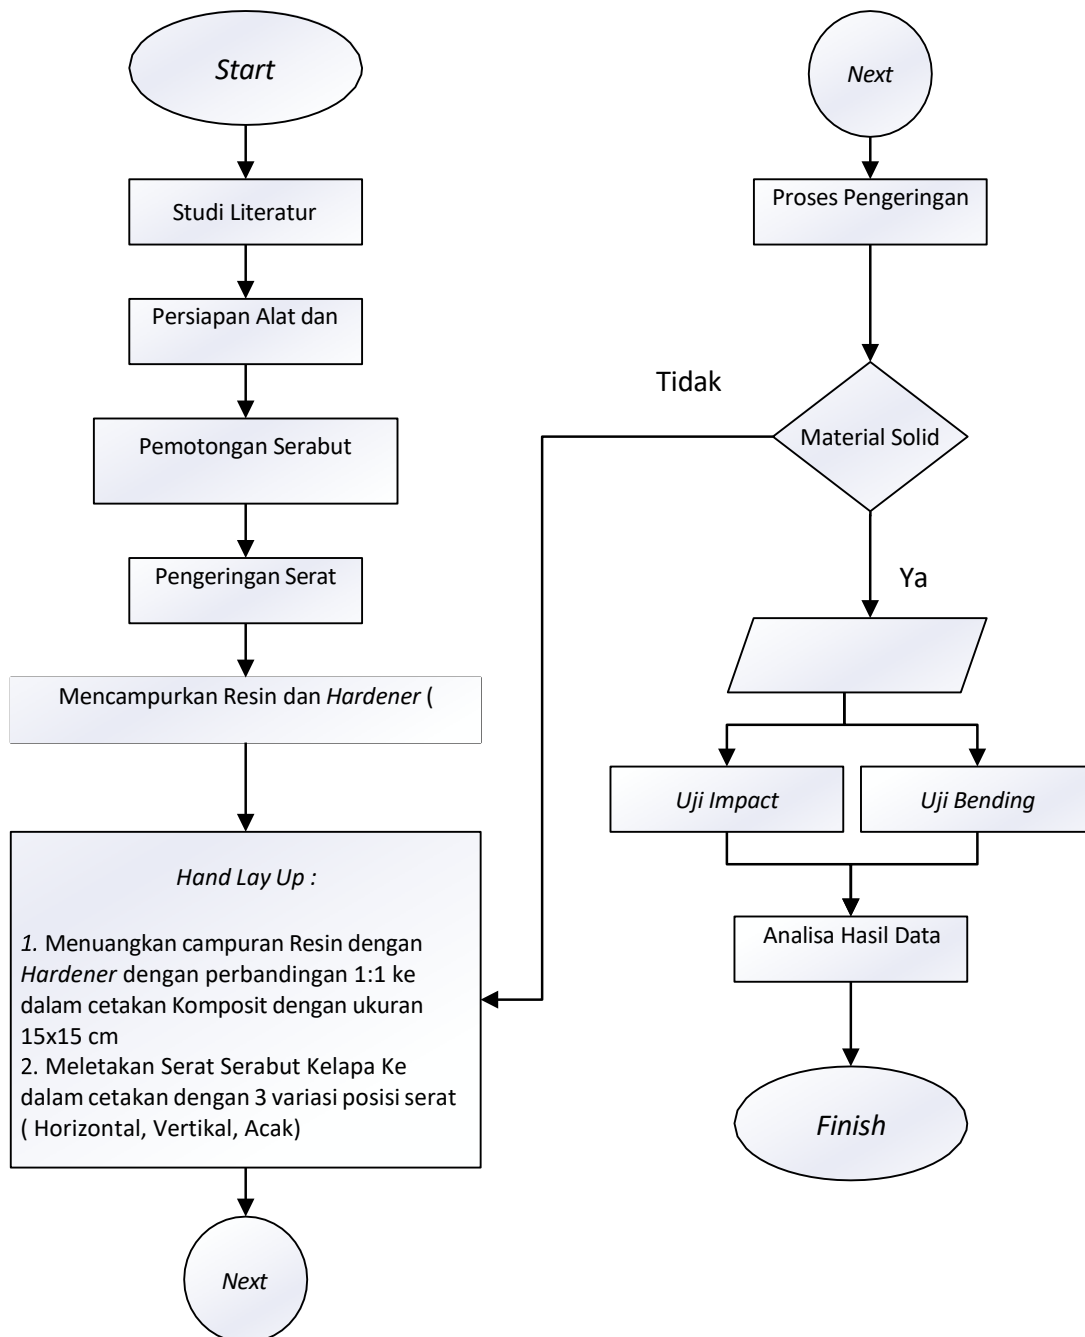 Start
Studi Literatur
Persiapan Alat dan
Pemotongan Serabut
Pengeringan Serat
Mencampurkan Resin dan Hardener (
Hand Lay Up :
1. Menuangkan campuran Resin dengan
Hardener dengan perbandingan 1:1 ke
dalam cetakan Komposit dengan ukuran
15x15 cm
2. Meletakan Serat Serabut Kelapa Ke
dalam cetakan dengan 3 variasi posisi serat
( Horizontal, Vertikal, Acak)
Next
Next
Proses Pengeringan
Material Solid
Tidak
Ya
Uji Impact
Uji Bending
Analisa Hasil Data
Finish